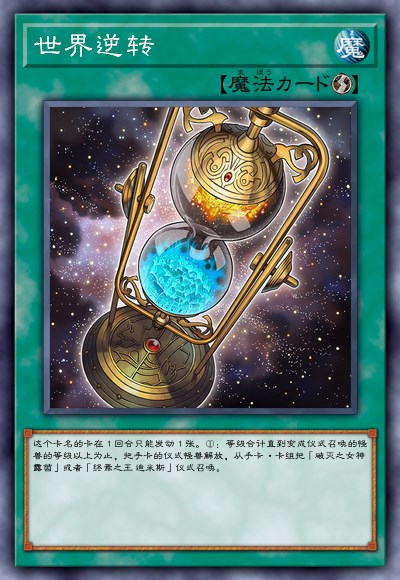 世界逆转
魔
【魔法カード】
ま ほう
这个卡名的卡在1回合只能发动1张。①：等级合计直到变成仪式召唤的怪
兽的等级以上为止，把手卡的仪式怪兽解放，从手卡·卡组把「破灭之女神
露茵」或者「终焉之王 迪米斯」仪式召唤。